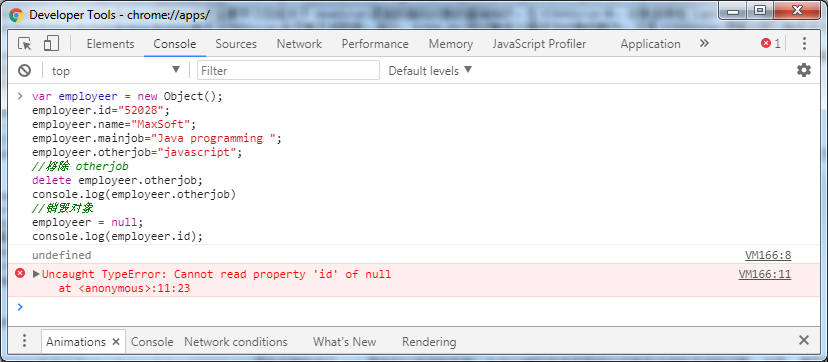 Developer Tools - chrome://apps/
Elements Console Sources Network Performance Memory JavaScript Profiler Application » 1
top Filter Default levels
var employeer = new Object();
employeer.id="52028";
employeer.name="MaxSoft";
employeer.mainjob="Java programming ";
employeer.otherjob="javascript";
//移除 otherjob
delete employeer.otherjob;
console.log(employeer.otherjob)
//销毁对象
employeer = null;
console.log(employeer.id);
undefined VM166:8
Uncaught TypeError: Cannot read property 'id' of null VM166:11
at <anonymous>:11:23
Animations Console Network conditions What's New Rendering